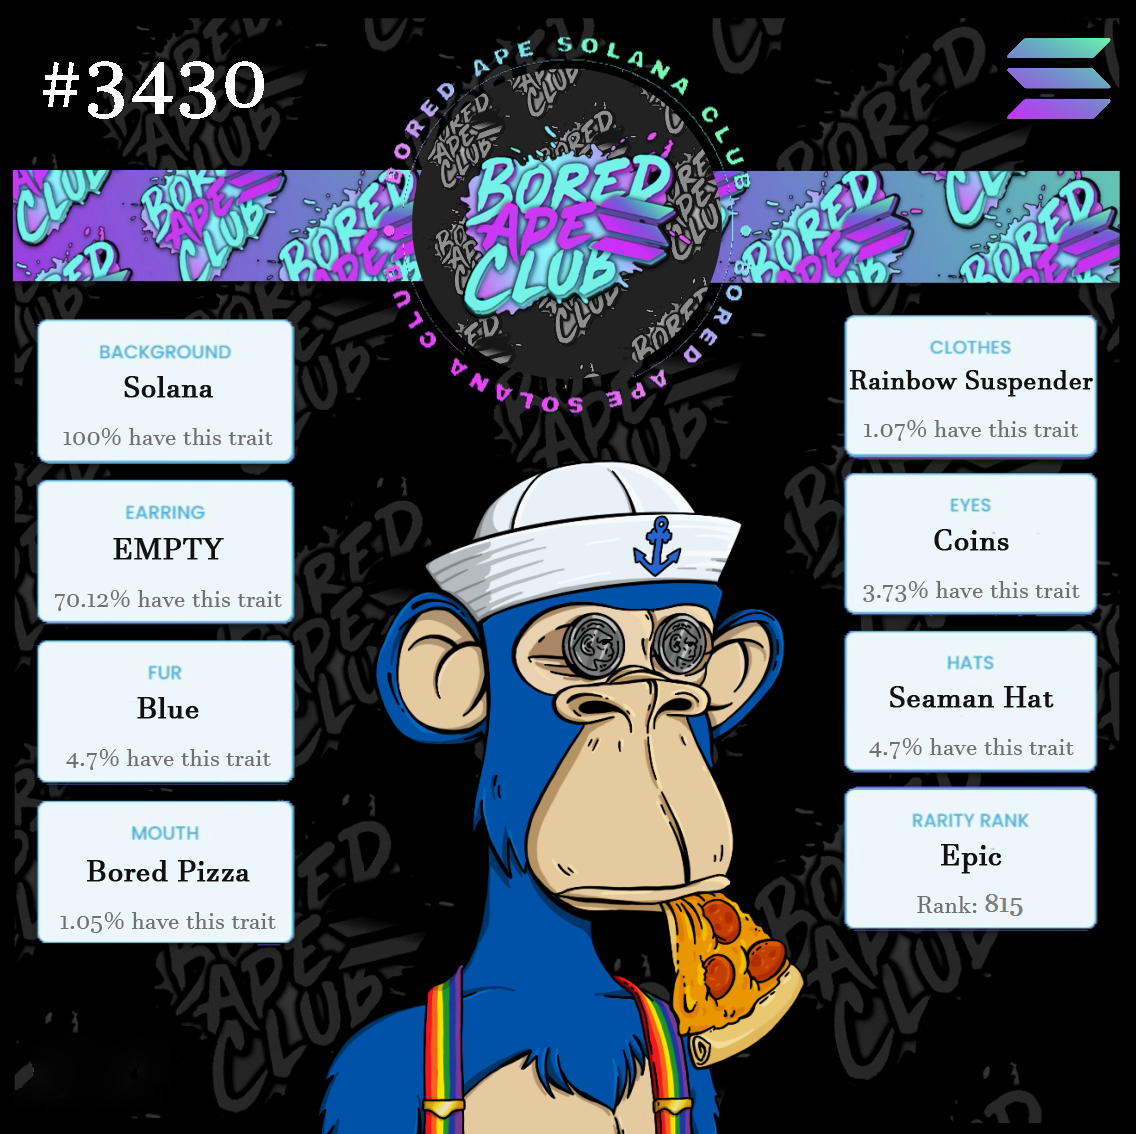 #3430
BORED APE SOLANA CLUB
BORED
APE
CLUB
BORED APE SOLANA CLUB
BACKGROUND
Solana
100% have this trait
EARRING
EMPTY
70.12% have this trait
FUR
Blue
4.7% have this trait
MOUTH
Bored Pizza
1.05% have this trait
CLOTHES
Rainbow Suspender
1.07% have this trait
EYES
Coins
3.73% have this trait
HATS
Seaman Hat
4.7% have this trait
RARITY RANK
Epic
Rank: 815